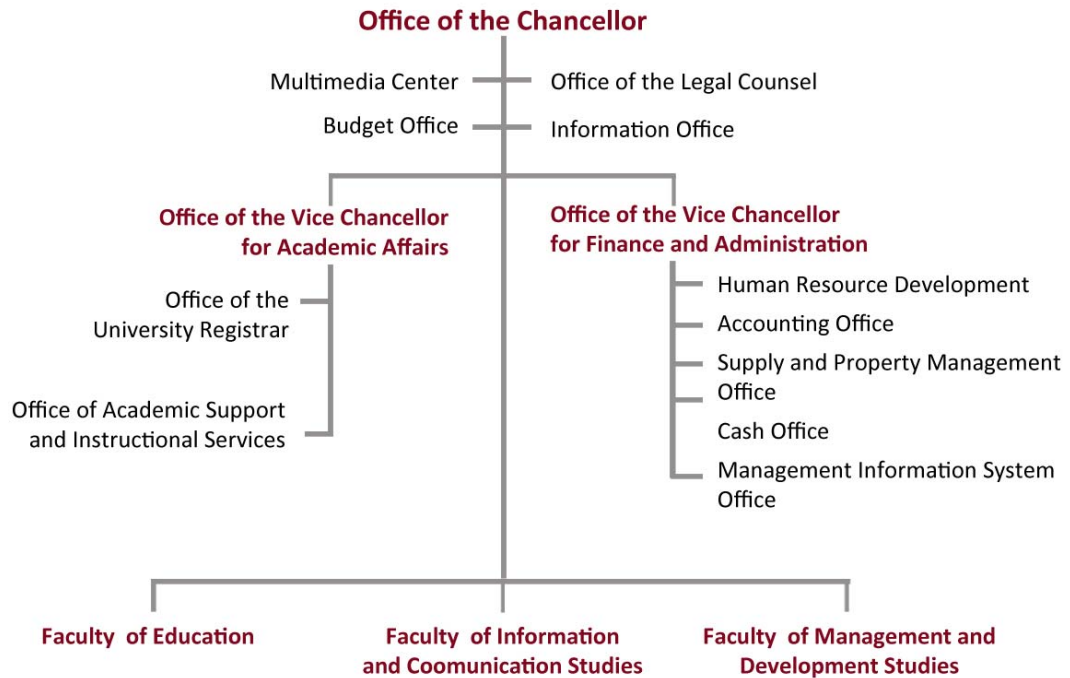 Office of the Chancellor
Multimedia Center
Office of the Legal Counsel
Budget Office
Information Office
Office of the Vice Chancellor
for Academic Affairs
Office of the Vice Chancellor
for Finance and Administration
Office of the
University Registrar
Office of Academic Support
and Instructional Services
Human Resource Development
Accounting Office
Supply and Property Management
Office
Cash Office
Management Information System
Office
Faculty of Education
Faculty of Information
and Coomunication Studies
Faculty of Management and
Development Studies